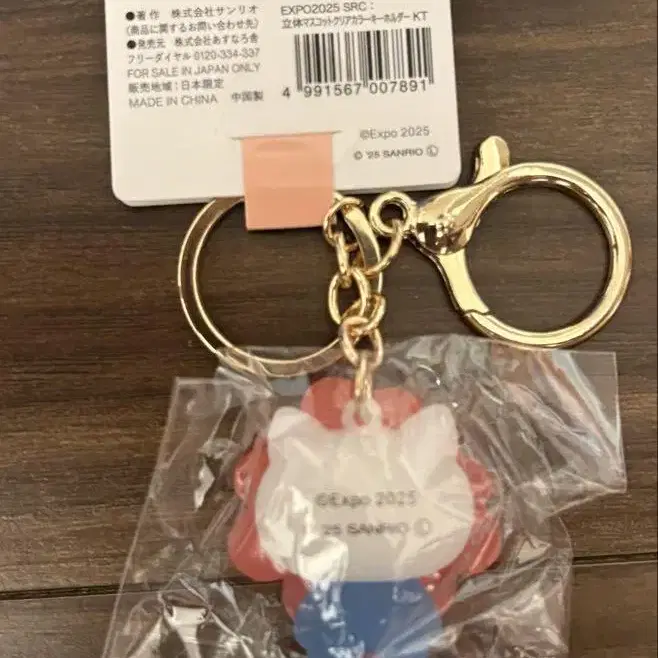 ●著作 株式会社サンリオ
(商品に関するお問い合わせ先)
●発売元 株式会社あすなろ舎
フリーダイヤル 0120-334-337
FOR SALE IN JAPAN ONLY
販売地域：日本限定
MADE IN CHINA 中国製
EXPO2025 SRC：
立体マスコットクリアカラーキーホルダー KT
4 991567 007891
©Expo 2025
© '25 SANRIO Ⓛ
©Expo 2025
'25 SANRIO Ⓛ